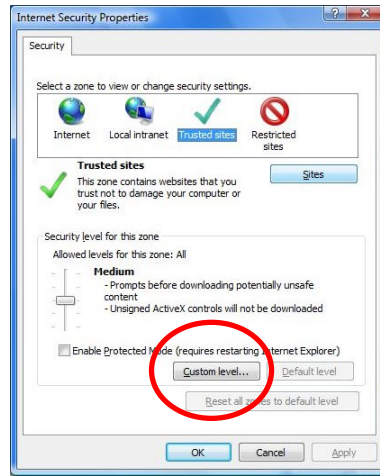 Internet Security Properties
Security
Select a zone to view or change security settings.
Internet
Local intranet
Trusted sites
Restricted
sites
Trusted sites
This zone contains websites that you
trust not to damage your computer or
your files.
Sites
Security level for this zone
Allowed levels for this zone: All
Medium
- Prompts before downloading potentially unsafe
content
- Unsigned ActiveX controls will not be downloaded
Enable Protected Mode (requires restarting Internet Explorer)
Custom level...
Default level
Reset all zones to default level
OK
Cancel
Apply